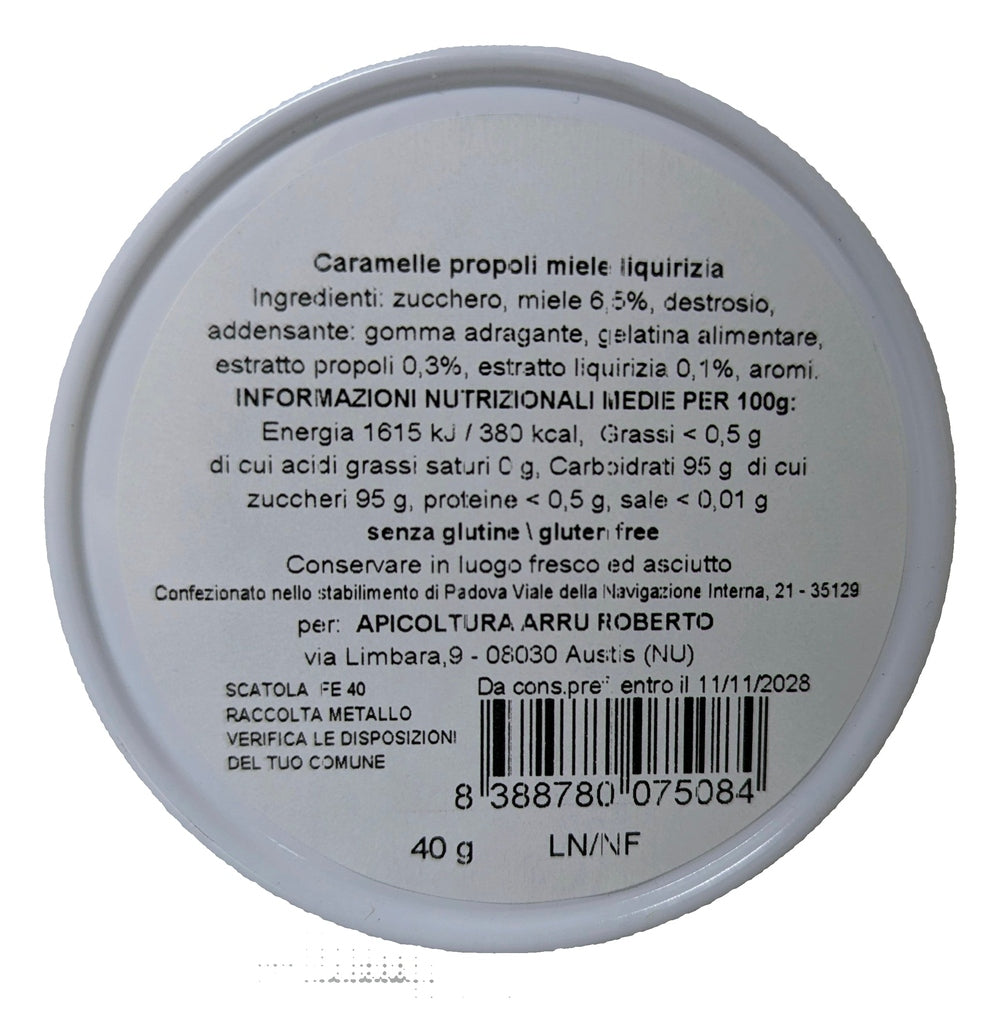 Caramelle propoli miele liquirizia
Ingredienti: zucchero, miele 6,5%, destrosio,
addensante: gomma adragante, gelatina alimentare,
estratto propoli 0,3%, estratto liquirizia 0,1%, aromi.
INFORMAZIONI NUTRIZIONALI MEDIE PER 100g:
Energia 1615 kJ / 380 kcal, Grassi < 0,5 g
di cui acidi grassi saturi 0 g, Carboidrati 95 g di cui
zuccheri 95 g, proteine < 0,5 g, sale < 0,01 g
senza glutine \ gluten free
Conservare in luogo fresco ed asciutto
Confezionato nello stabilimento di Padova Viale della Navigazione Interna, 21 - 35129
per: APICOLTURA ARRU ROBERTO
via Limbara,9 - 08030 Austis (NU)
SCATOLA FE 40
RACCOLTA METALLO
VERIFICA LE DISPOSIZIONI
DEL TUO COMUNE
Da cons.pref. entro il 11/11/2028
8 388780 075084
40 g LN/NF